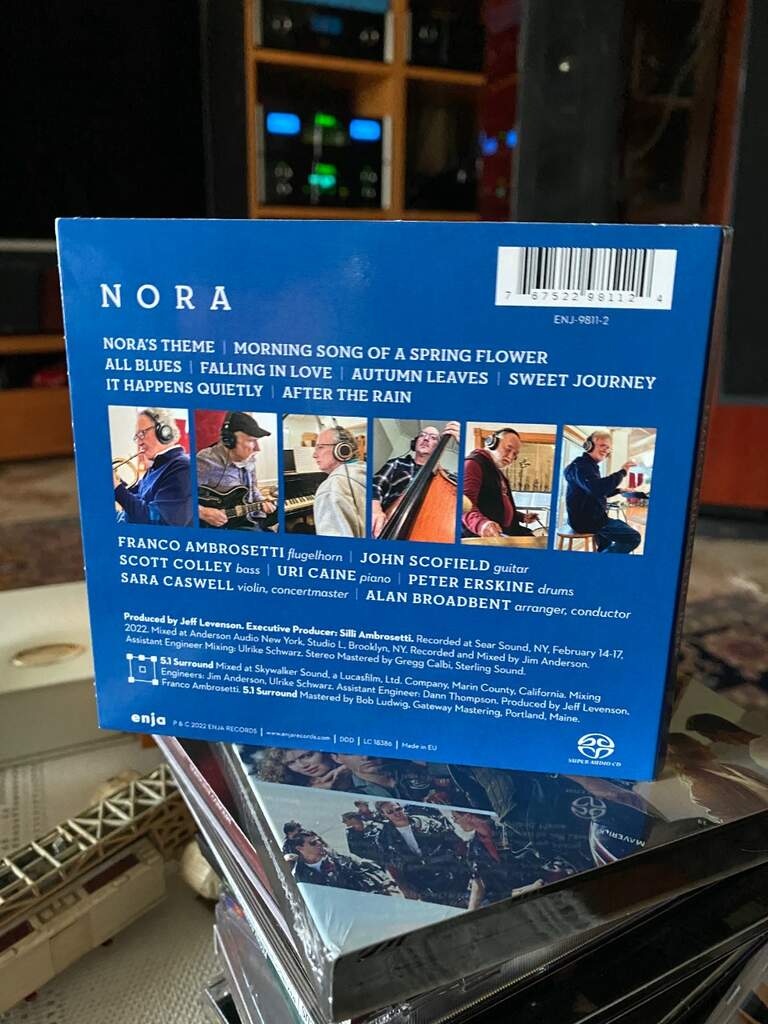 7 67522 98112 4
NORA
ENJ-9811-2
NORA'S THEME | MORNING SONG OF A SPRING FLOWER
ALL BLUES | FALLING IN LOVE | AUTUMN LEAVES | SWEET JOURNEY
IT HAPPENS QUIETLY | AFTER THE RAIN
FRANCO AMBROSETTI flugelhorn | JOHN SCOFIELD guitar
SCOTT COLLEY bass | URI CAINE piano | PETER ERSKINE drums
SARA CASWELL violin, concertmaster | ALAN BROADBENT arranger, conductor
Produced by Jeff Levenson. Executive Producer: Silli Ambrosetti. Recorded at Sear Sound, NY, February 14-17,
2022. Mixed at Anderson Audio New York, Studio L, Brooklyn, NY. Recorded and Mixed by Jim Anderson.
Assistant Engineer Mixing: Ulrike Schwarz. Stereo Mastered by Gregg Calbi, Sterling Sound.
5.1 Surround Mixed at Skywalker Sound, a Lucasfilm, Ltd. Company, Marin County, California. Mixing
Engineers: Jim Anderson, Ulrike Schwarz. Assistant Engineer: Dann Thompson. Produced by Jeff Levenson,
Franco Ambrosetti. 5.1 Surround Mastered by Bob Ludwig, Gateway Mastering, Portland, Maine.
enja P & C 2022 ENJA RECORDS | www.enjarecords.com | DDD | LC 18386 | Made in EU
SUPER AUDIO CD
MAVERICK